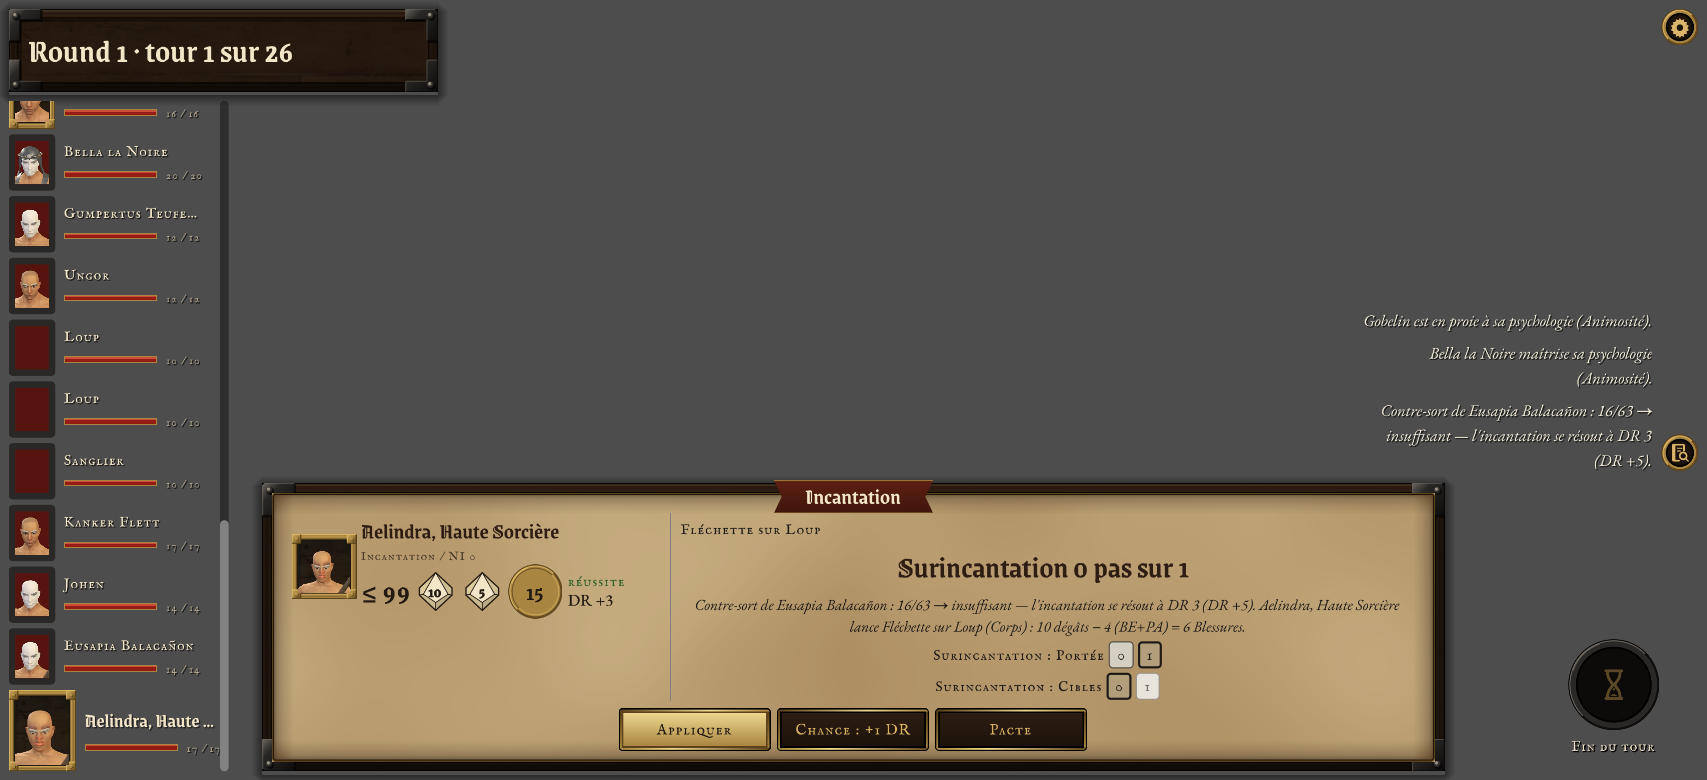 Round 1 · tour 1 sur 26
16 / 16
Bella la Noire
20 / 20
Gumpertus Teufe...
12 / 12
Ungor
12 / 12
Loup
10 / 10
Loup
10 / 10
Sanglier
10 / 10
Kanker Flett
17 / 17
Johen
14 / 14
Eusapia Balacañon
14 / 14
Aelindra, Haute ...
17 / 17
Gobelin est en proie à sa psychologie (Animosité).
Bella la Noire maîtrise sa psychologie
(Animosité).
Contre-sort de Eusapia Balacañon : 16/63 →
insuffisant — l'incantation se résout à DR 3
(DR +5).
Incantation
Aelindra, Haute Sorcière
Incantation / NI 0
≤ 99 10 5 15
RÉUSSITE
DR +3
Fléchette sur Loup
Surincantation 0 pas sur 1
Contre-sort de Eusapia Balacañon : 16/63 → insuffisant — l'incantation se résout à DR 3 (DR +5). Aelindra, Haute Sorcière
lance Fléchette sur Loup (Corps) : 10 dégâts − 4 (BE+PA) = 6 Blessures.
Surincantation : Portée 0 1
Surincantation : Cibles 0 1
Appliquer
Chance : +1 DR
Pacte
Fin du tour